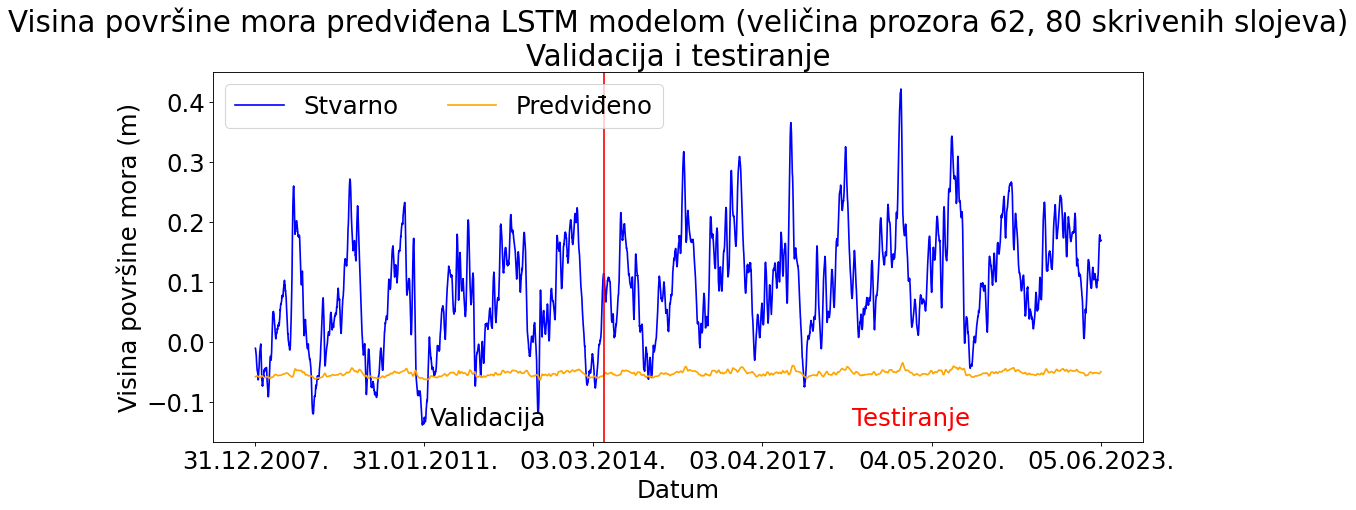 Visina površine mora predviđena LSTM modelom (veličina prozora 62, 80 skrivenih slojeva)
Validacija i testiranje
Stvarno
Predviđeno
Visina površine mora (m)
0.4
0.3
0.2
0.1
0.0
−0.1
Validacija
Testiranje
31.12.2007.
31.01.2011.
03.03.2014.
03.04.2017.
04.05.2020.
05.06.2023.
Datum